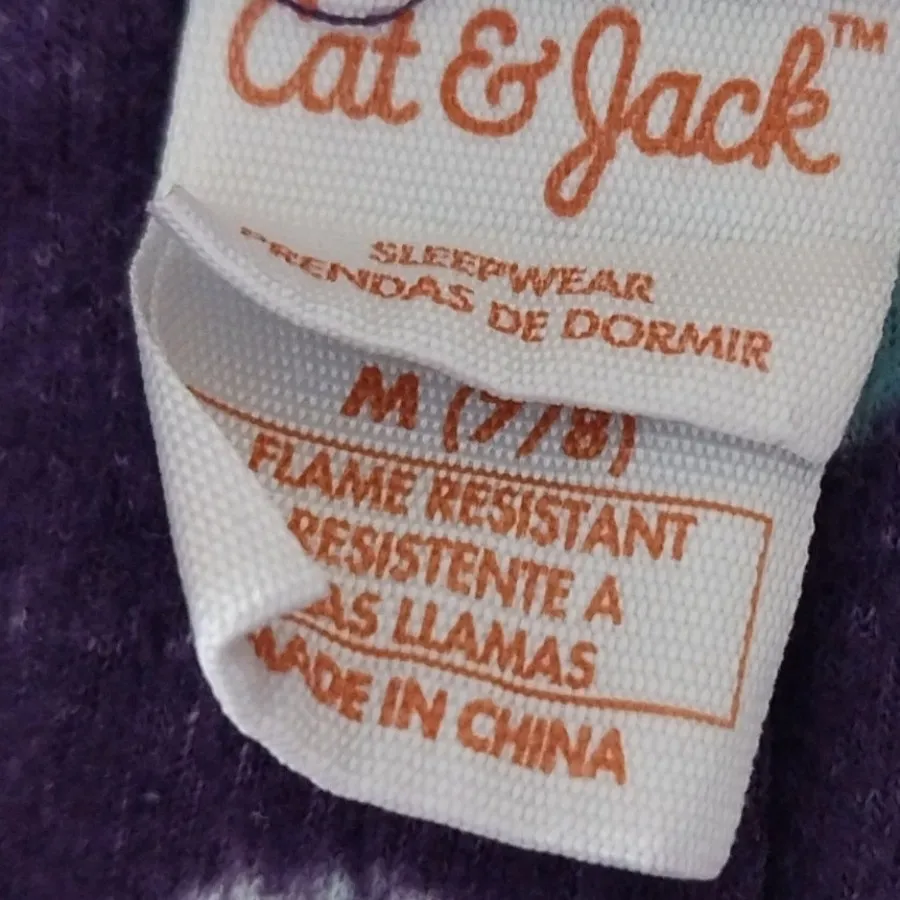 Cat & Jack™
SLEEPWEAR
PRENDAS DE DORMIR
M (7/8)
FLAME RESISTANT
RESISTENTE A
LAS LLAMAS
MADE IN CHINA